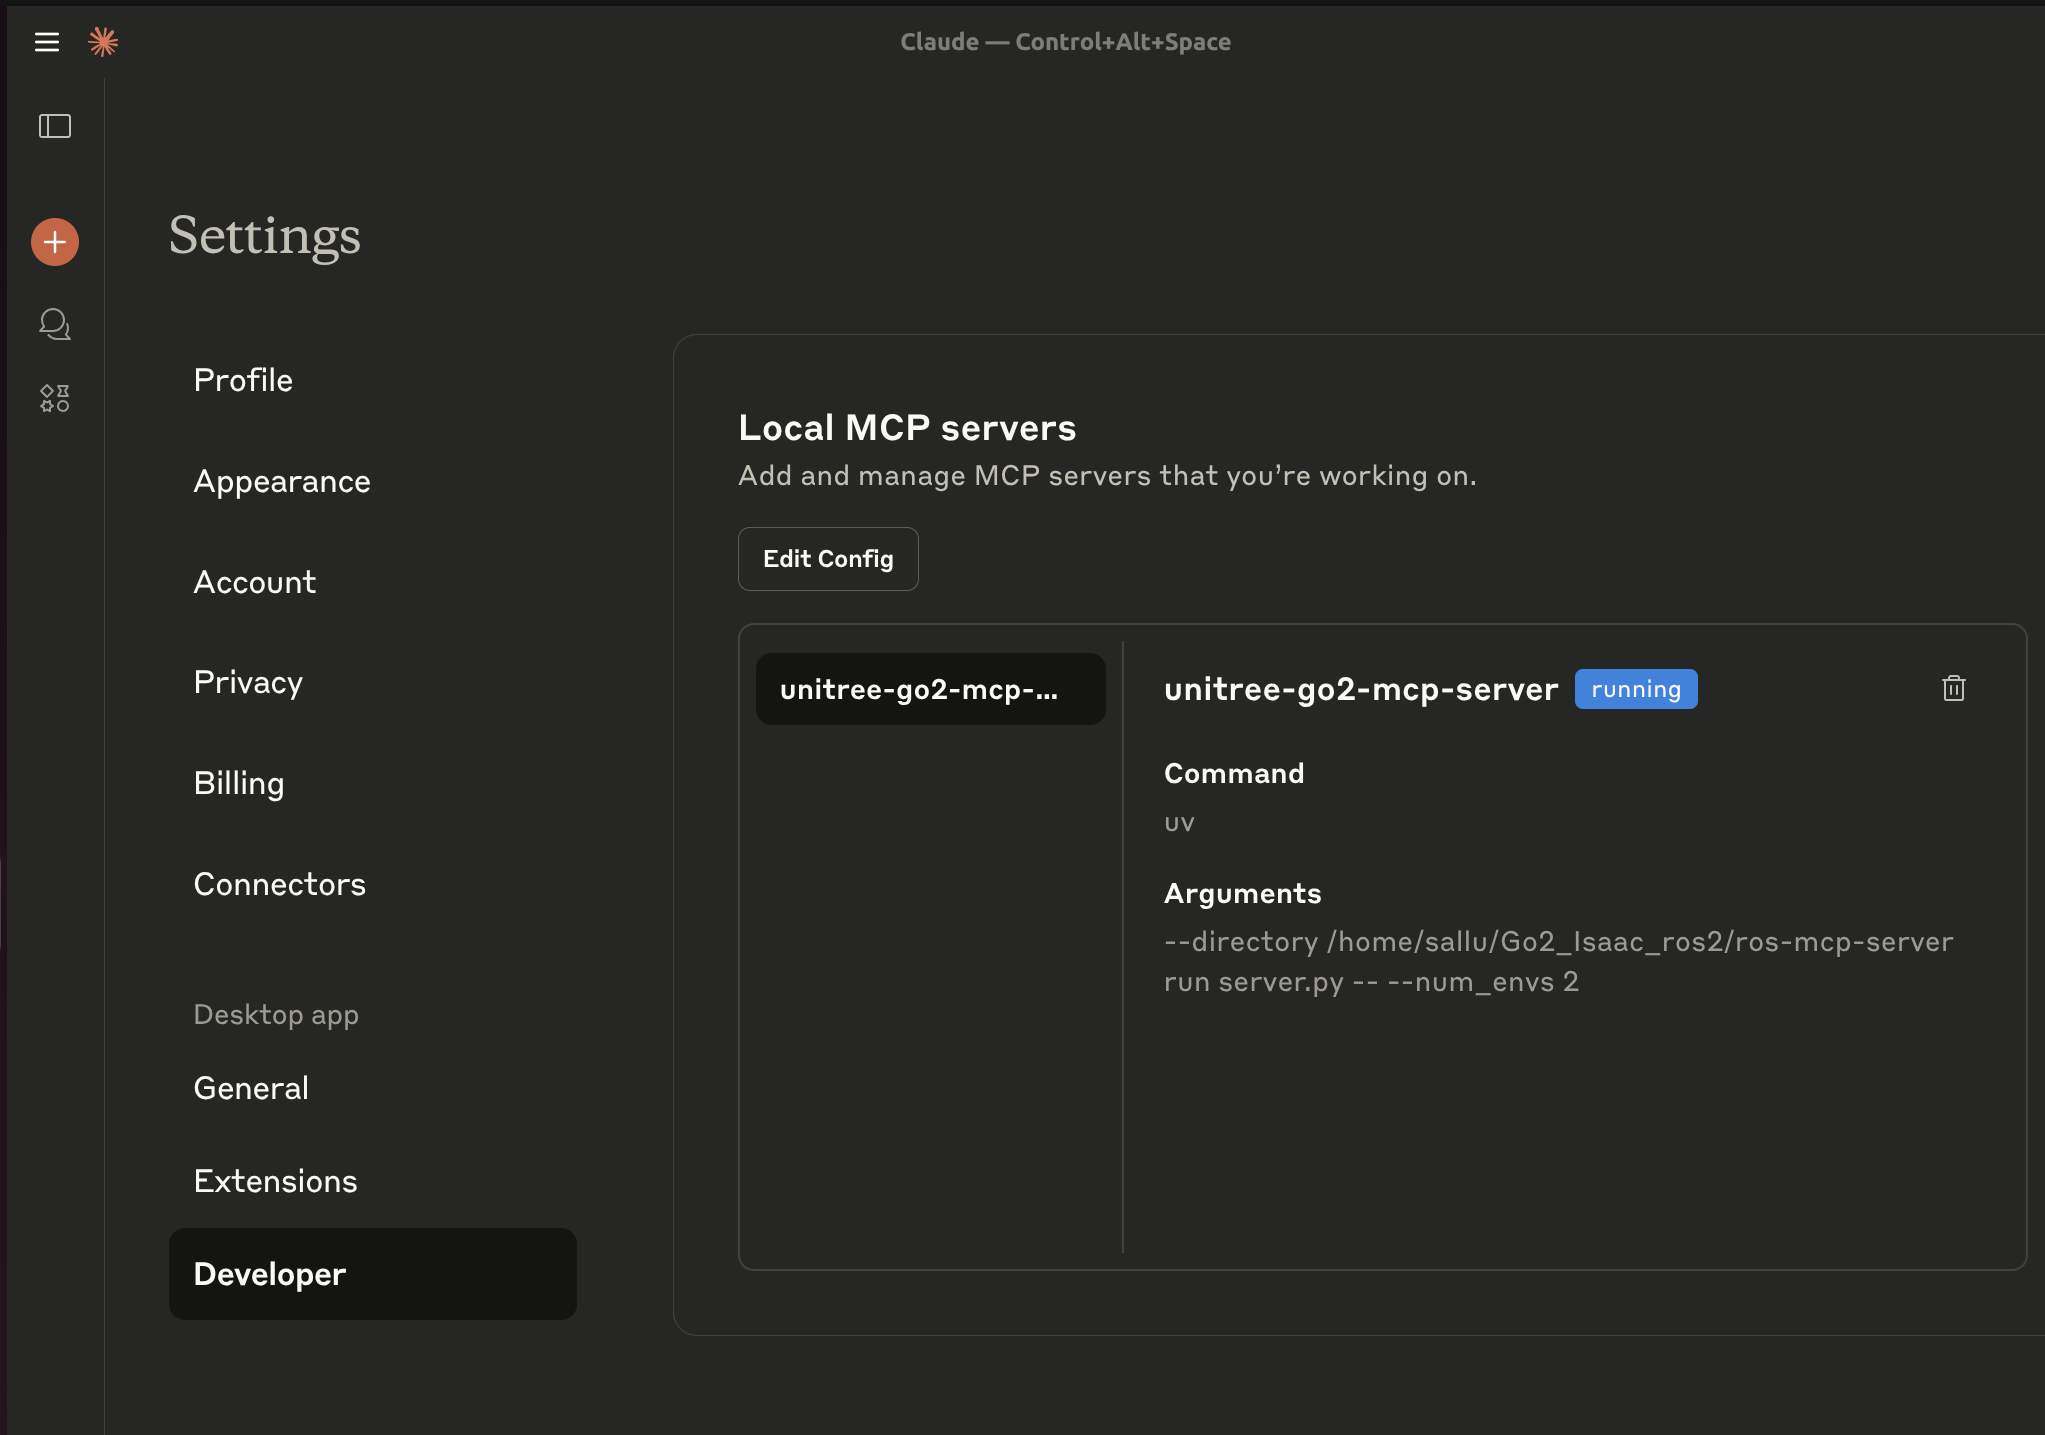 Claude — Control+Alt+Space
Settings
Profile
Appearance
Account
Privacy
Billing
Connectors
Desktop app
General
Extensions
Developer
Local MCP servers
Add and manage MCP servers that you’re working on.
Edit Config
unitree-go2-mcp-...
unitree-go2-mcp-server running
Command
uv
Arguments
--directory /home/sallu/Go2_Isaac_ros2/ros-mcp-server
run server.py -- --num_envs 2